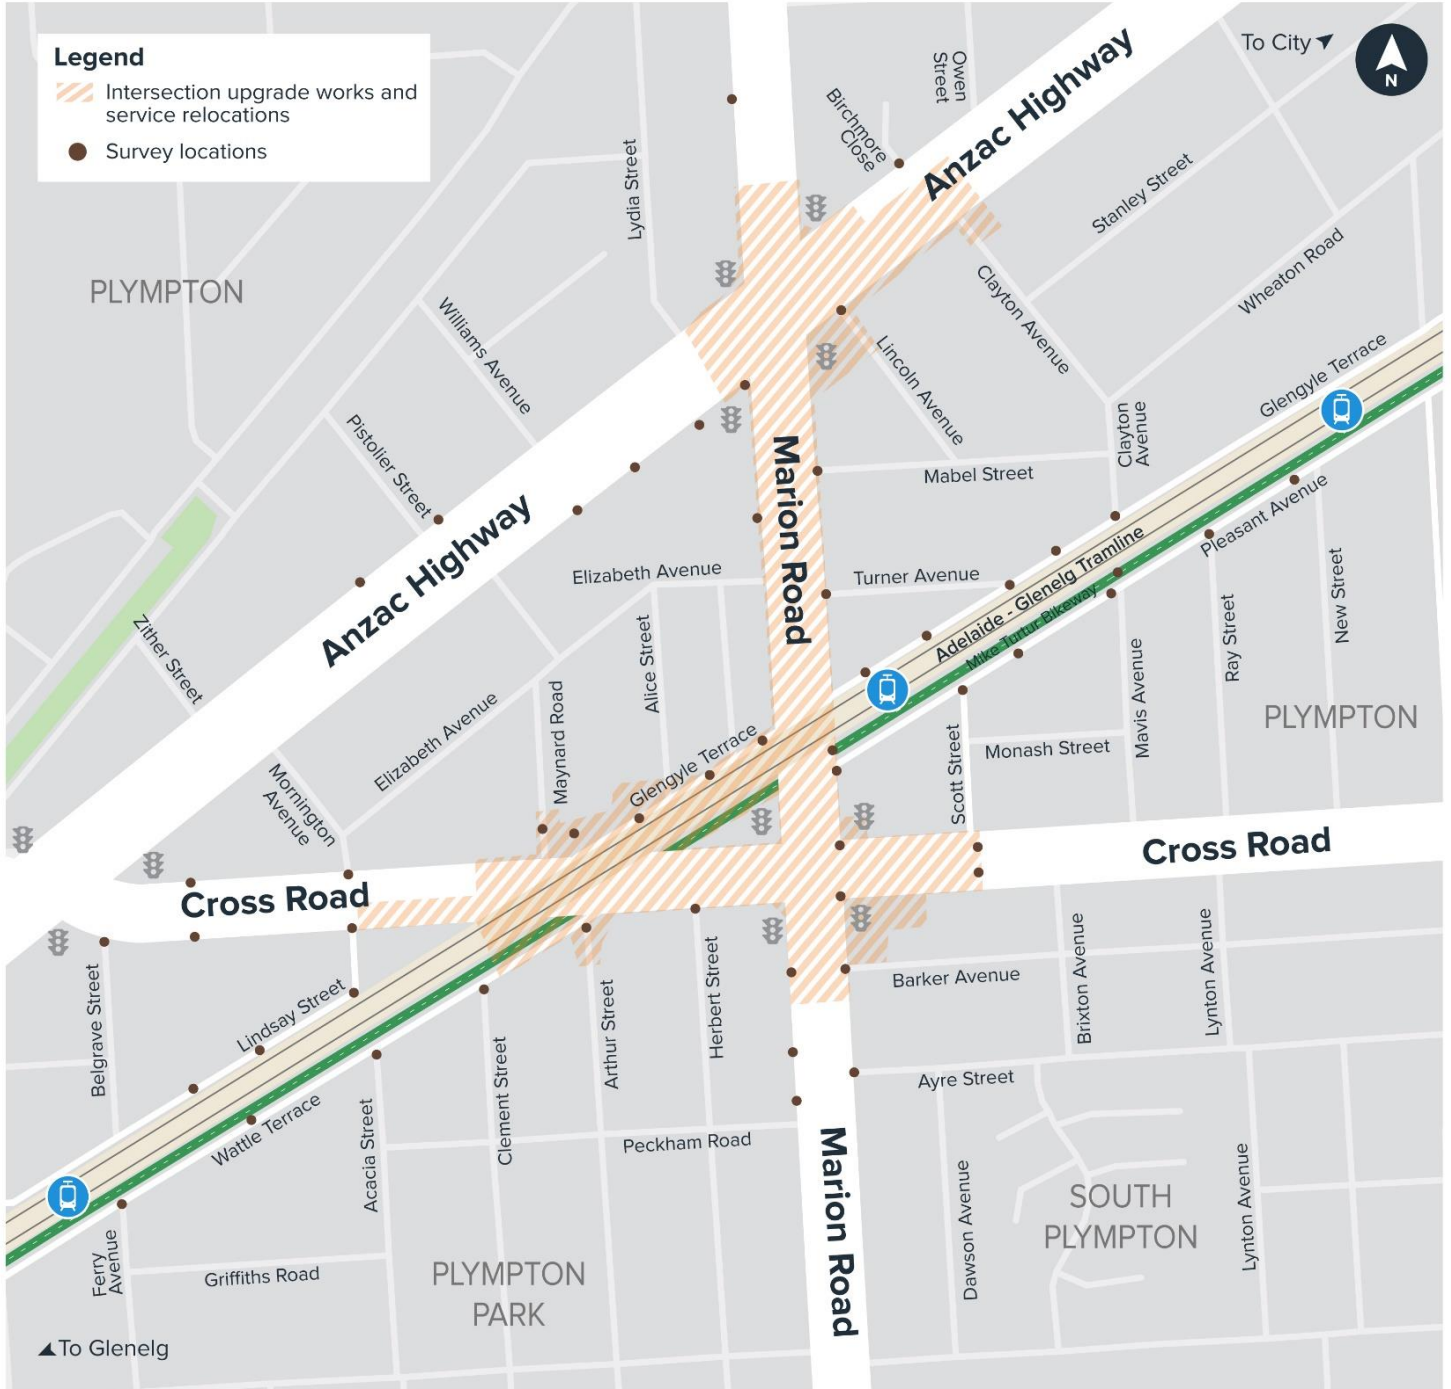 Legend
Intersection upgrade works and
service relocations
Survey locations
To City
N
Owen
Street
Birchmore
Close
Anzac Highway
Lydia Street
Stanley Street
PLYMPTON
Wheaton Road
Clayton Avenue
Williams Avenue
Lincoln Avenue
Glengyle Terrace
Pistolier Street
Clayton
Avenue
Mabel Street
Marion Road
Anzac Highway
Pleasant Avenue
Adelaide - Glenelg Tramline
Mike Turtur Bikeway
Elizabeth Avenue
Turner Avenue
New Street
Zither Street
Alice Street
Ray Street
Mavis Avenue
PLYMPTON
Elizabeth Avenue
Maynard Road
Glengyle Terrace
Scott Street
Monash Street
Mornington
Avenue
Cross Road
Cross Road
Belgrave Street
Lindsay Street
Herbert Street
Barker Avenue
Brixton Avenue
Lynton Avenue
Arthur Street
Clement Street
Ayre Street
Wattle Terrace
Acacia Street
Peckham Road
Marion Road
Dawson Avenue
SOUTH
PLYMPTON
Lynton Avenue
Ferry
Avenue
Griffiths Road
PLYMPTON
PARK
To Glenelg